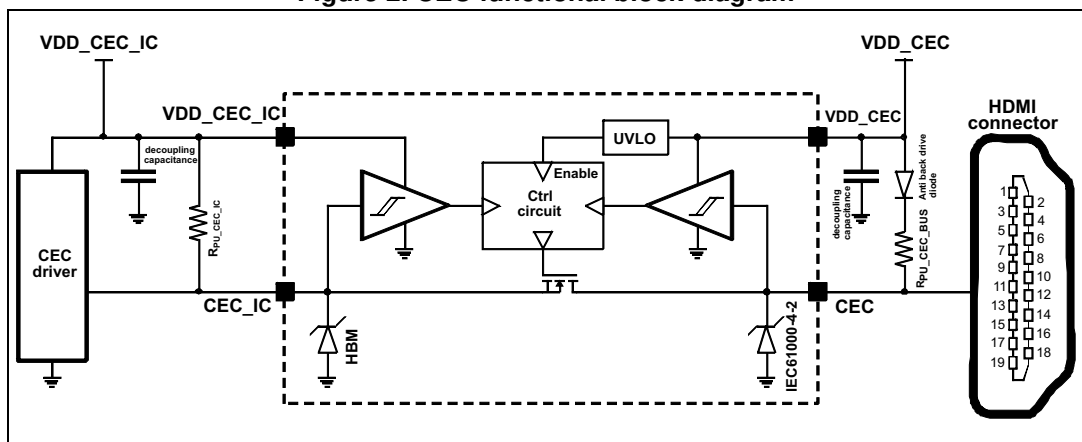 Figure 2. CEC functional block diagram
VDD_CEC_IC
VDD_CEC
VDD_CEC_IC
VDD_CEC
HDMI
connector
UVLO
decoupling
capacitance
Enable
Ctrl
circuit
decoupling
capacitance
Anti back drive
diode
RPU_CEC_IC
RPU_CEC_BUS
CEC
driver
CEC_IC
CEC
HBM
IEC61000-4-2
1
2
3
4
5
6
7
8
9
10
11
12
13
14
15
16
17
18
19